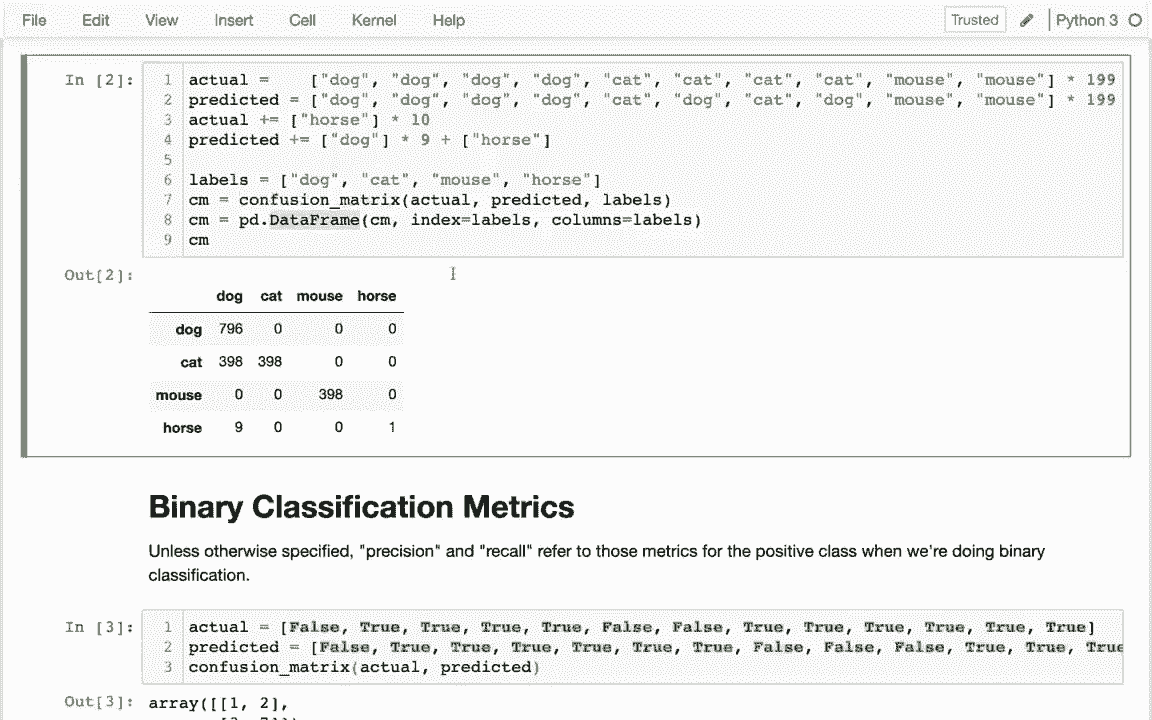 File Edit View Insert Cell Kernel Help Trusted Python 3
In [2]:
1 actual =    ["dog", "dog", "dog", "dog", "cat", "cat", "cat", "cat", "mouse", "mouse"] * 199
2 predicted = ["dog", "dog", "dog", "dog", "cat", "dog", "cat", "dog", "mouse", "mouse"] * 199
3 actual += ["horse"] * 10
4 predicted += ["dog"] * 9 + ["horse"]
5
6 labels = ["dog", "cat", "mouse", "horse"]
7 cm = confusion_matrix(actual, predicted, labels)
8 cm = pd.DataFrame(cm, index=labels, columns=labels)
9 cm
Out[2]:
dog cat mouse horse
dog 796 0 0 0
cat 398 398 0 0
mouse 0 0 398 0
horse 9 0 0 1
Binary Classification Metrics
Unless otherwise specified, "precision" and "recall" refer to those metrics for the positive class when we're doing binary
classification.
In [3]:
1 actual = [False, True, True, True, True, False, False, True, True, True, True, True, True]
2 predicted = [False, True, True, True, True, True, True, False, False, False, True, True, True
3 confusion_matrix(actual, predicted)
Out[3]: array([[1, 2],